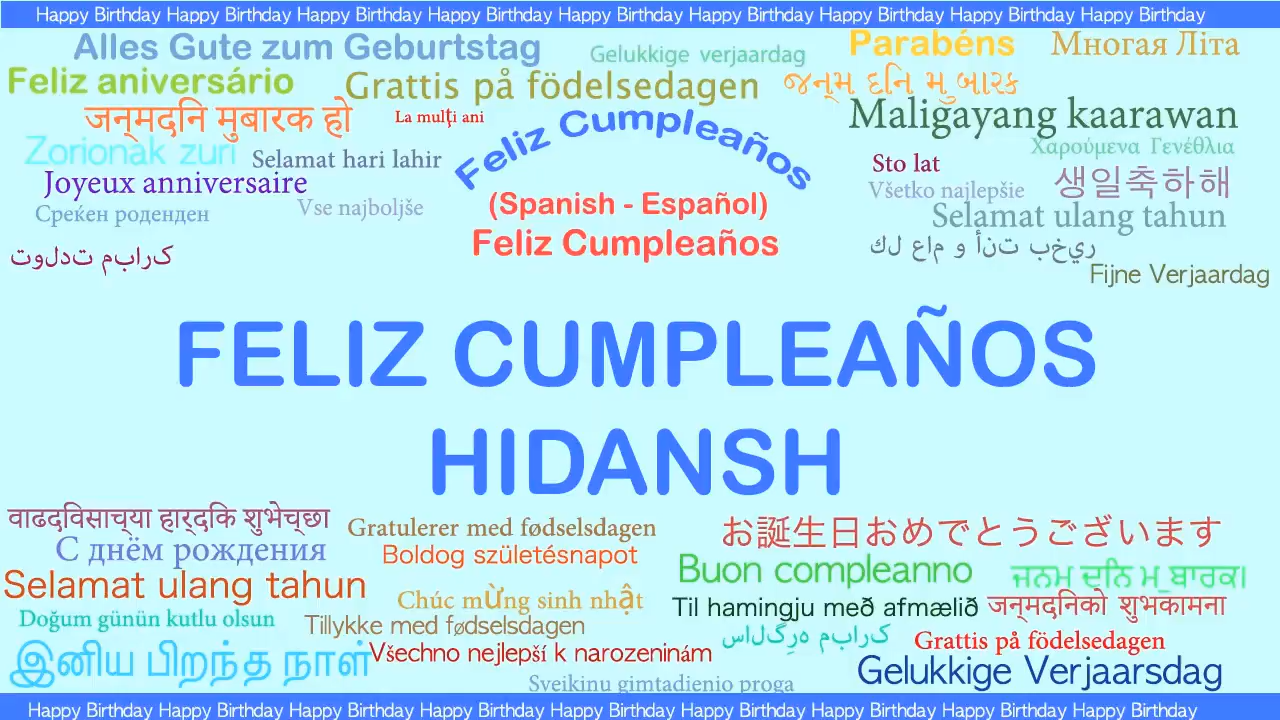 Happy Birthday Happy Birthday Happy Birthday Happy Birthday Happy Birthday Happy Birthday Happy Birthday Happy Birthday Happy Birthday
Alles Gute zum Geburtstag
Gelukkige verjaardag
Parabéns
Многая Літа
Feliz aniversário
Grattis på födelsedagen
જન્મ દિન મુબારક
जन्मदिन मुबारक हो
La mulţi ani
Feliz Cumpleaños
Maligayang kaarawan
Zorionak zuri
Selamat hari lahir
Χαρούμενα Γενέθλια
Sto lat
Joyeux anniversaire
(Spanish - Español)
Všetko najlepšie
생일축하해
Среќен роденден
Vse najboljše
Feliz Cumpleaños
Selamat ulang tahun
تولدت مبارک
كل عام و أنت بخير
Fijne Verjaardag
FELIZ CUMPLEAÑOS
HIDANSH
वाढदिवसाच्या हार्दिक शुभेच्छा
Gratulerer med fødselsdagen
お誕生日おめでとうございます
С днём рождения
Boldog születésnapot
Buon compleanno
ਜਨਮ ਦਿਨ ਮੁਬਾਰਕ।
Selamat ulang tahun
Chúc mừng sinh nhật
Til hamingju með afmælið
जन्मदिनको शुभकामना
Doğum günün kutlu olsun
Tillykke med fødselsdagen
سالگرہ مبارک
Grattis på födelsedagen
இனிய பிறந்த நாள்
Všechno nejlepší k narozeninám
Gelukkige Verjaarsdag
Sveikinu gimtadienio proga
Happy Birthday Happy Birthday Happy Birthday Happy Birthday Happy Birthday Happy Birthday Happy Birthday Happy Birthday Happy Birthday